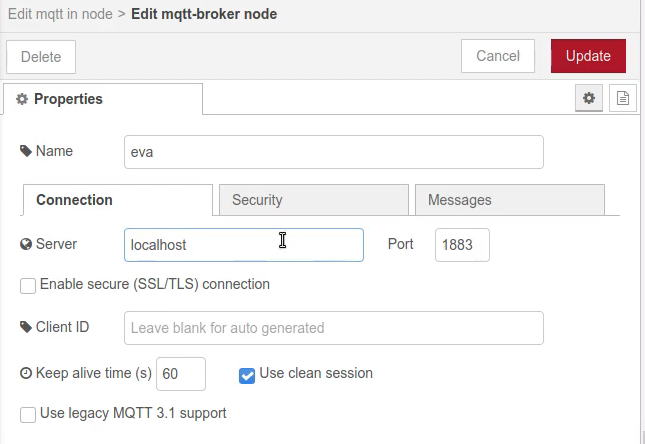 Edit mqtt in node > Edit mqtt-broker node
Delete Cancel Update
Properties
Name eva
Connection Security Messages
Server localhost Port 1883
Enable secure (SSL/TLS) connection
Client ID Leave blank for auto generated
Keep alive time (s) 60 Use clean session
Use legacy MQTT 3.1 support